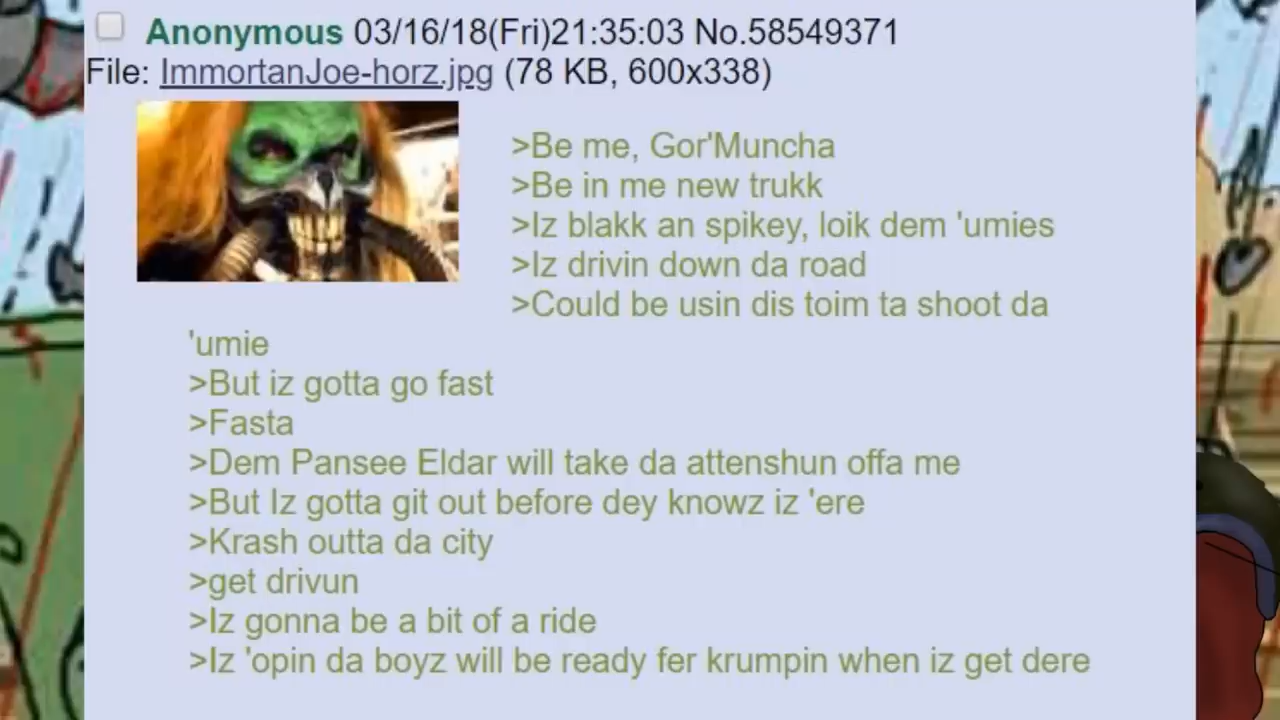 Anonymous 03/16/18(Fri)21:35:03 No.58549371
File: ImmortanJoe-horz.jpg (78 KB, 600x338)
>Be me, Gor'Muncha
>Be in me new trukk
>Iz blakk an spikey, loik dem 'umies
>Iz drivin down da road
>Could be usin dis toim ta shoot da
'umie
>But iz gotta go fast
>Fasta
>Dem Pansee Eldar will take da attenshun offa me
>But Iz gotta git out before dey knowz iz 'ere
>Krash outta da city
>get drivun
>Iz gonna be a bit of a ride
>Iz 'opin da boyz will be ready fer krumpin when iz get dere